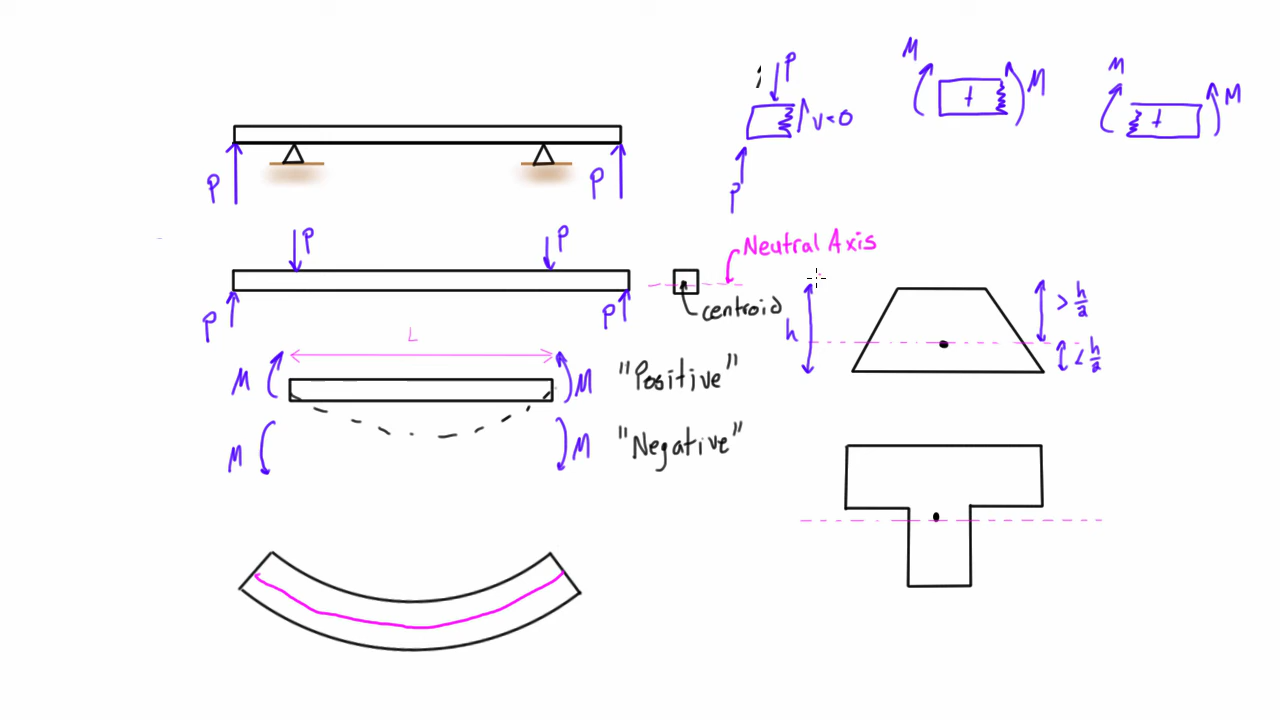 P
P
P
P
P
P
L
M
M
"Positive"
M
M
"Negative"
P
V<0
P
M
+
M
M
+
M
Neutral Axis
centroid
h
> h/2
< h/2